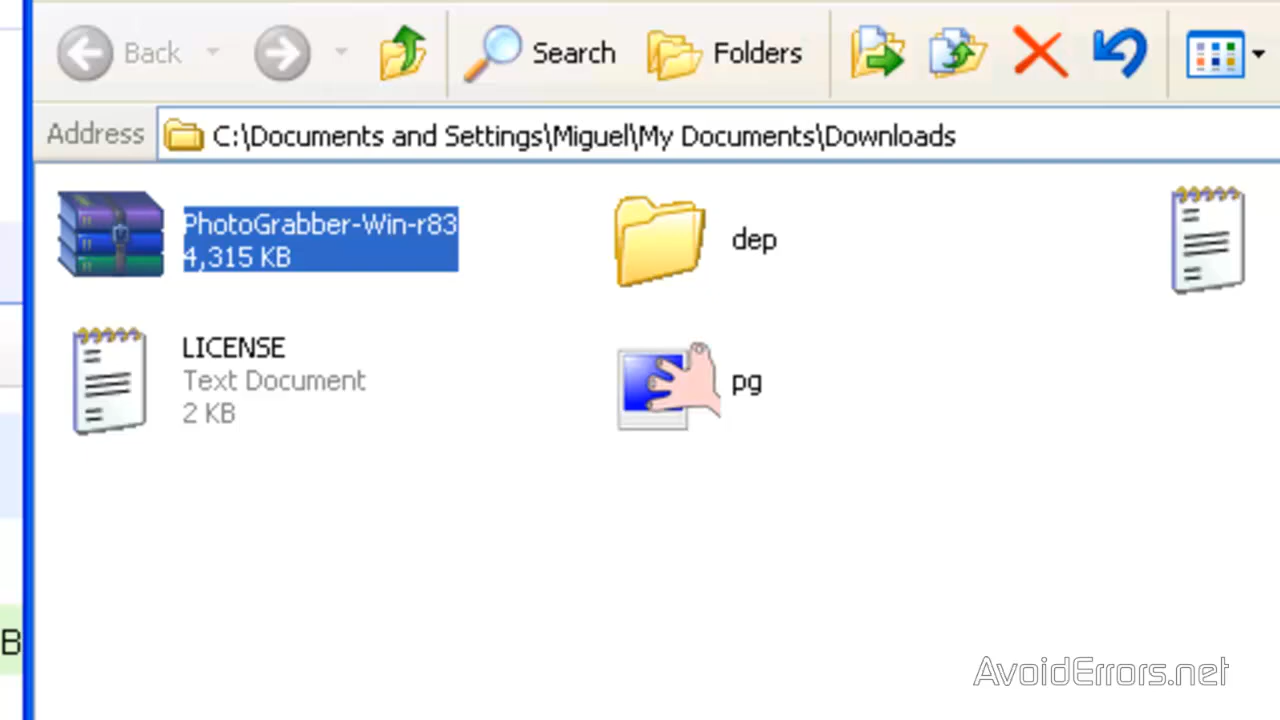 Back
Search
Folders
Address
C:\Documents and Settings\Miguel\My Documents\Downloads
PhotoGrabber-Win-r83
4,315 KB
dep
LICENSE
Text Document
2 KB
pg
B
AvoidErrors.net